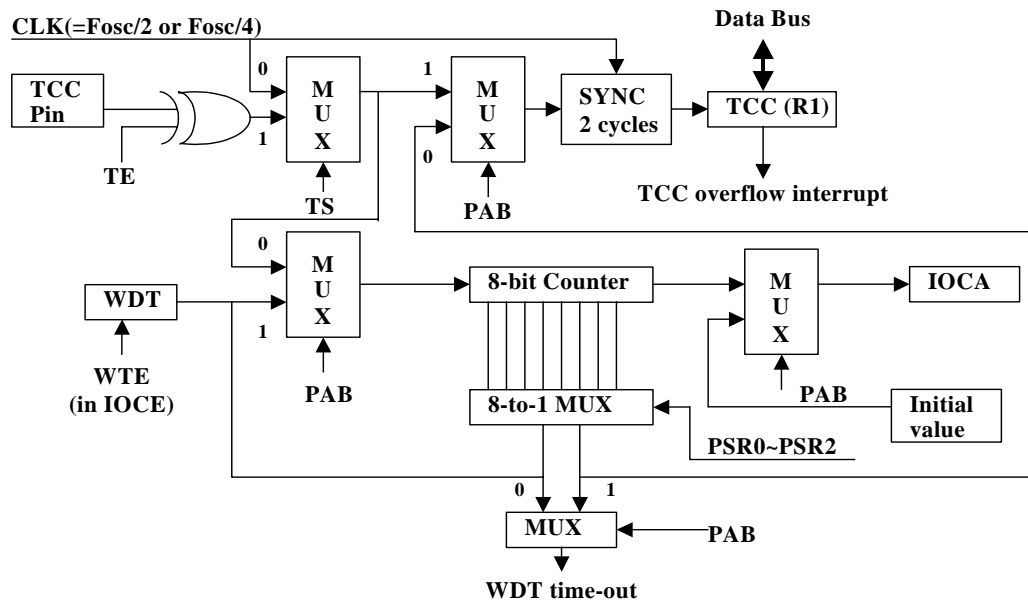 CLK(=Fosc/2 or Fosc/4)
Data Bus
0
1
TCC
Pin
M
U
X
M
U
X
SYNC
2 cycles
TCC (R1)
1
0
TE
TS
PAB
TCC overflow interrupt
0
M
U
X
8-bit Counter
M
U
X
IOCA
WDT
1
WTE
(in IOCE)
PAB
8-to-1 MUX
PAB
Initial
value
PSR0~PSR2
0
1
MUX
PAB
WDT time-out